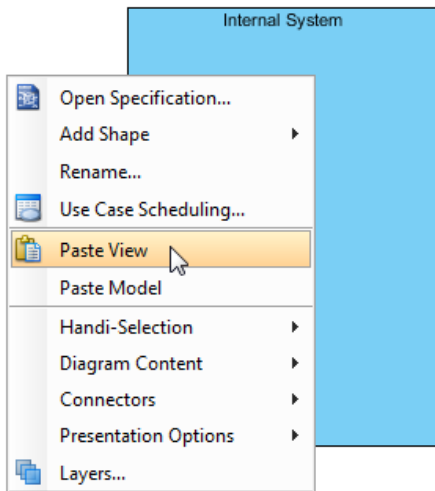 Internal System
Open Specification...
Add Shape
Rename...
Use Case Scheduling...
Paste View
Paste Model
Handi-Selection
Diagram Content
Connectors
Presentation Options
Layers...